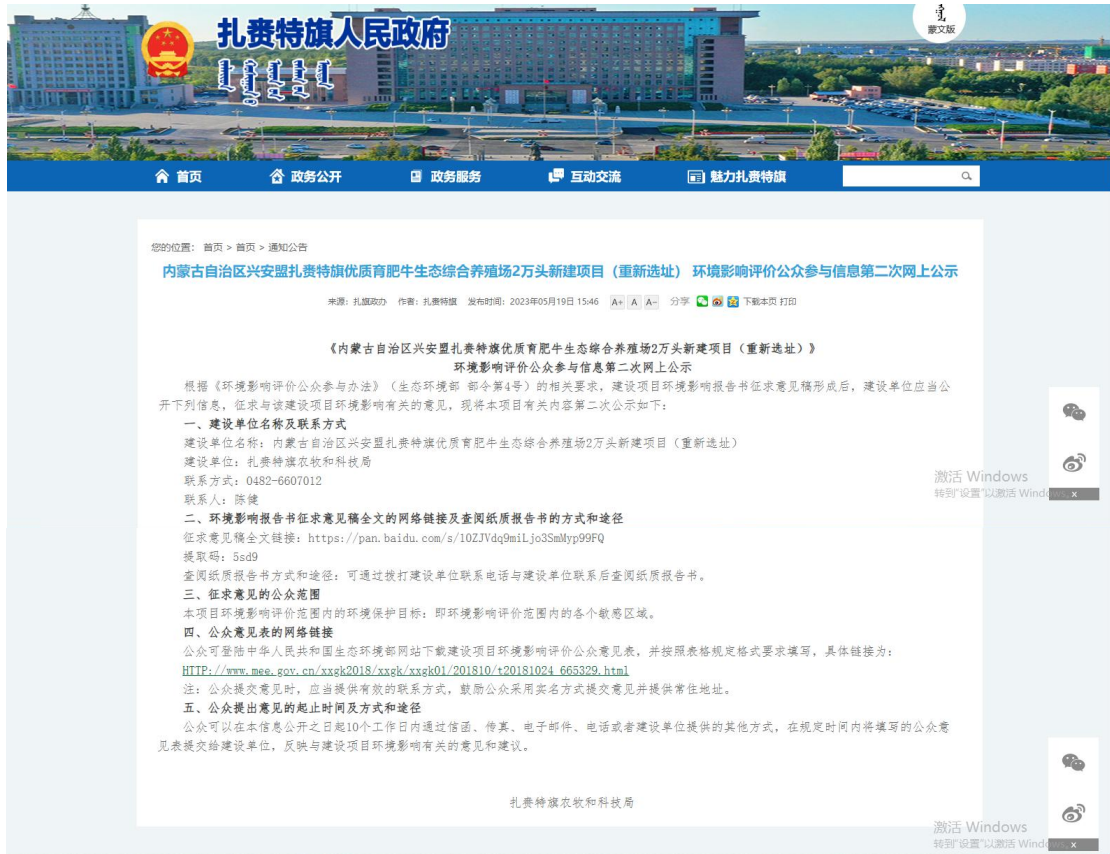 扎赉特旗人民政府
蒙文版
首页 政务公开 政务服务 互动交流 魅力扎赉特旗
您的位置: 首页 > 首页 > 通知公告
内蒙古自治区兴安盟扎赉特旗优质育肥牛生态综合养殖场2万头新建项目（重新选址） 环境影响评价公众参与信息第二次网上公示
来源: 扎旗政办 作者: 扎赉特旗 发布时间: 2023年05月19日 15:46 A+ A A- 分享 下载本页 打印
《内蒙古自治区兴安盟扎赉特旗优质育肥牛生态综合养殖场2万头新建项目（重新选址）》
环境影响评价公众参与信息第二次网上公示
根据《环境影响评价公众参与办法》（生态环境部 部令第4号）的相关要求，建设项目环境影响报告书征求意见稿形成后，建设单位应当公
开下列信息，征求与该建设项目环境影响有关的意见，现将本项目有关内容第二次公示如下：
一、建设单位名称及联系方式
建设单位名称：内蒙古自治区兴安盟扎赉特旗优质育肥牛生态综合养殖场2万头新建项目（重新选址）
建设单位：扎赉特旗农牧和科技局
联系方式：0482-6607012
联系人：陈健
二、环境影响报告书征求意见稿全文的网络链接及查阅纸质报告书的方式和途径
征求意见稿全文链接：https://pan.baidu.com/s/10ZJVdq9miLjo3SmMyp99FQ
提取码：5sd9
查阅纸质报告书方式和途径：可通过拨打建设单位联系电话与建设单位联系后查阅纸质报告书。
三、征求意见的公众范围
本项目环境影响评价范围内的环境保护目标：即环境影响评价范围内的各个敏感区域。
四、公众意见表的网络链接
公众可登陆中华人民共和国生态环境部网站下载建设项目环境影响评价公众意见表，并按照表格规定格式要求填写，具体链接为：
HTTP://www.mee.gov.cn/xxgk2018/xxgk/xxgk01/201810/t20181024_665329.html
注：公众提交意见时，应当提供有效的联系方式，鼓励公众采用实名方式提交意见并提供常住地址。
五、公众提出意见的起止时间及方式和途径
公众可以在本信息公开之日起10个工作日内通过信函、传真、电子邮件、电话或者建设单位提供的其他方式，在规定时间内将填写的公众意
见表提交给建设单位，反映与建设项目环境影响有关的意见和建议。
扎赉特旗农牧和科技局
激活 Windows
转到"设置"以激活 Windows。
x
激活 Windows
转到"设置"以激活 Windows。
x